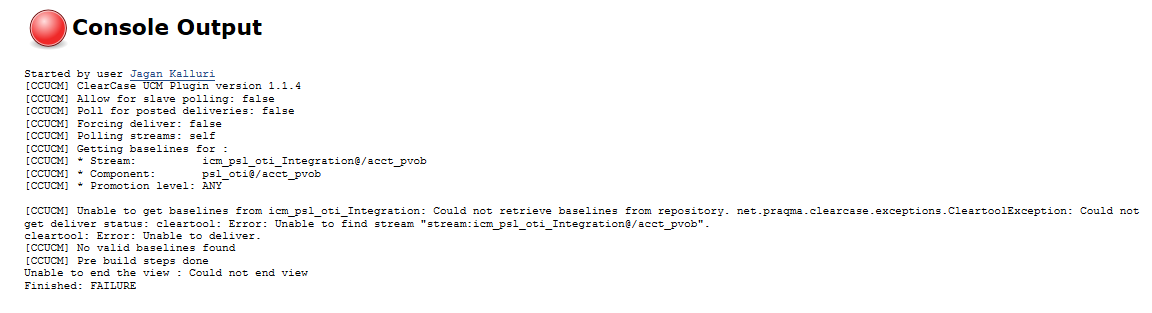 Console Output
Started by user Jagan Kalluri
[CCUCM] ClearCase UCM Plugin version 1.1.4
[CCUCM] Allow for slave polling: false
[CCUCM] Poll for posted deliveries: false
[CCUCM] Forcing deliver: false
[CCUCM] Polling streams: self
[CCUCM] Getting baselines for :
[CCUCM] * Stream:          icm_psl_oti_Integration@/acct_pvob
[CCUCM] * Component:       psl_oti@/acct_pvob
[CCUCM] * Promotion level: ANY
[CCUCM] Unable to get baselines from icm_psl_oti_Integration: Could not retrieve baselines from repository. net.praqma.clearcase.exceptions.CleartoolException: Could not
get deliver status: cleartool: Error: Unable to find stream "stream:icm_psl_oti_Integration@/acct_pvob".
cleartool: Error: Unable to deliver.
[CCUCM] No valid baselines found
[CCUCM] Pre build steps done
Unable to end the view : Could not end view
Finished: FAILURE